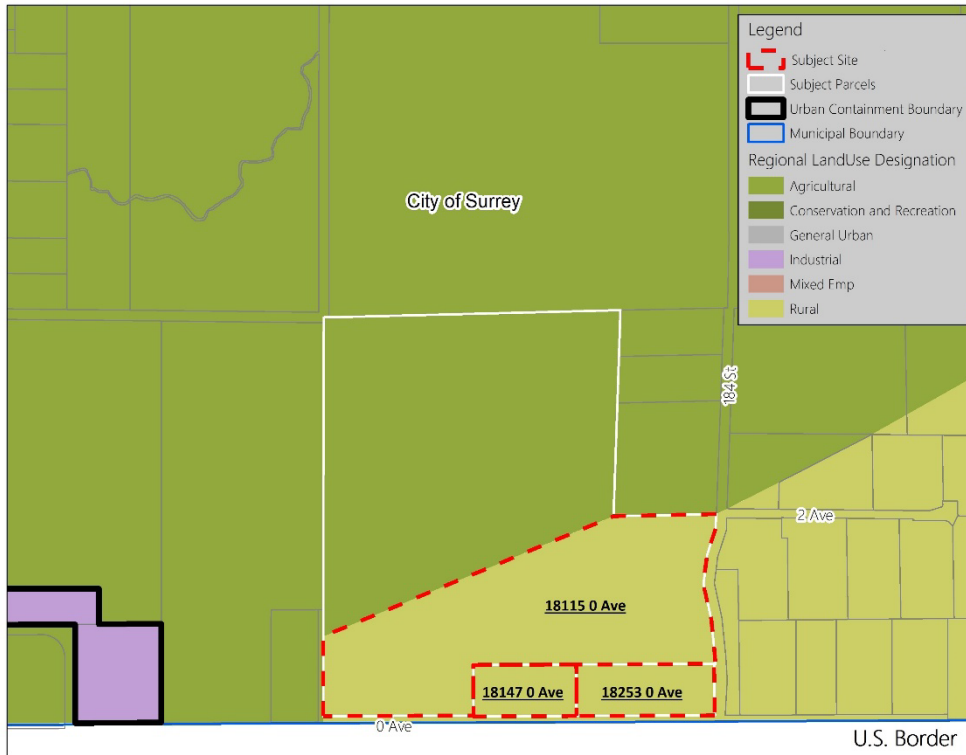 Legend
Subject Site
Subject Parcels
Urban Containment Boundary
Municipal Boundary
Regional LandUse Designation
Agricultural
Conservation and Recreation
General Urban
Industrial
Mixed Emp
Rural
City of Surrey
184 St
2 Ave
18115 0 Ave
18147 0 Ave
18253 0 Ave
0 Ave
U.S. Border